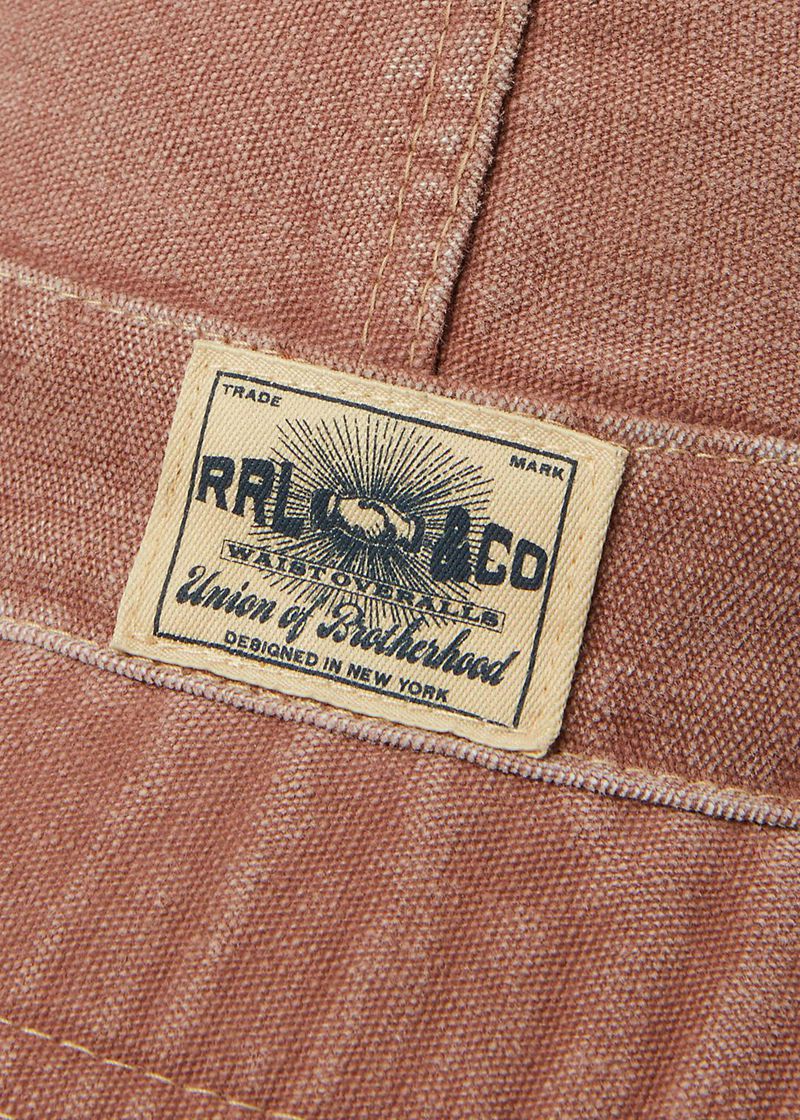 TRADE MARK
RRL &CO
WAIST OVERALLS
Union of Brotherhood
DESIGNED IN NEW YORK